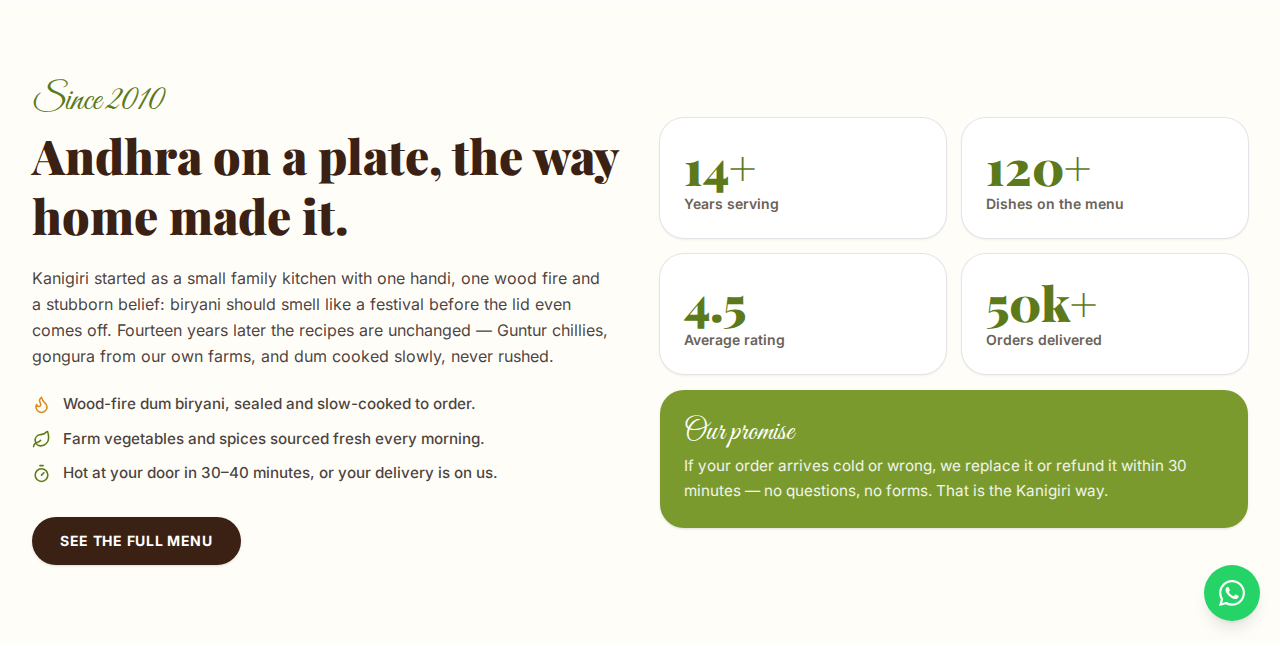 Since 2010
Andhra on a plate, the way
home made it.
Kanigiri started as a small family kitchen with one handi, one wood fire and
a stubborn belief: biryani should smell like a festival before the lid even
comes off. Fourteen years later the recipes are unchanged — Guntur chillies,
gongura from our own farms, and dum cooked slowly, never rushed.
Wood-fire dum biryani, sealed and slow-cooked to order.
Farm vegetables and spices sourced fresh every morning.
Hot at your door in 30–40 minutes, or your delivery is on us.
SEE THE FULL MENU
14+
Years serving
120+
Dishes on the menu
4.5
Average rating
50k+
Orders delivered
Our promise
If your order arrives cold or wrong, we replace it or refund it within 30
minutes — no questions, no forms. That is the Kanigiri way.